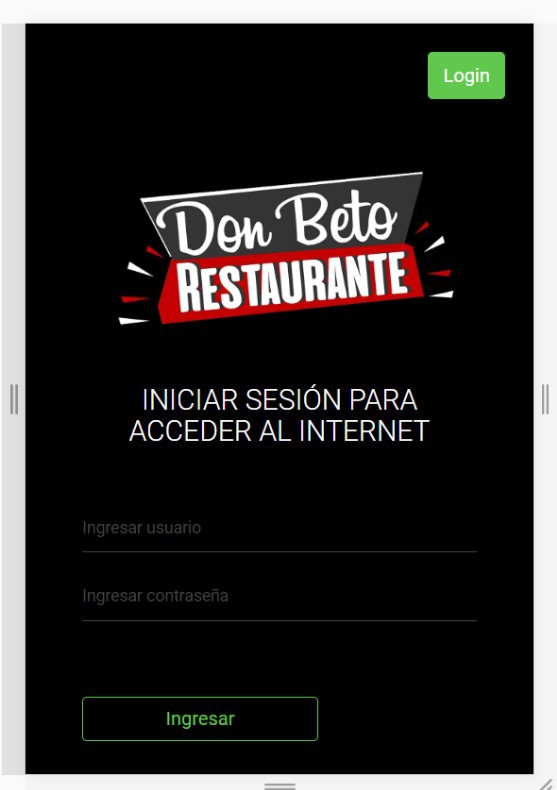 Login
Don Beto
RESTAURANTE
INICIAR SESIÓN PARA
ACCEDER AL INTERNET
Ingresar usuario
Ingresar contraseña
Ingresar